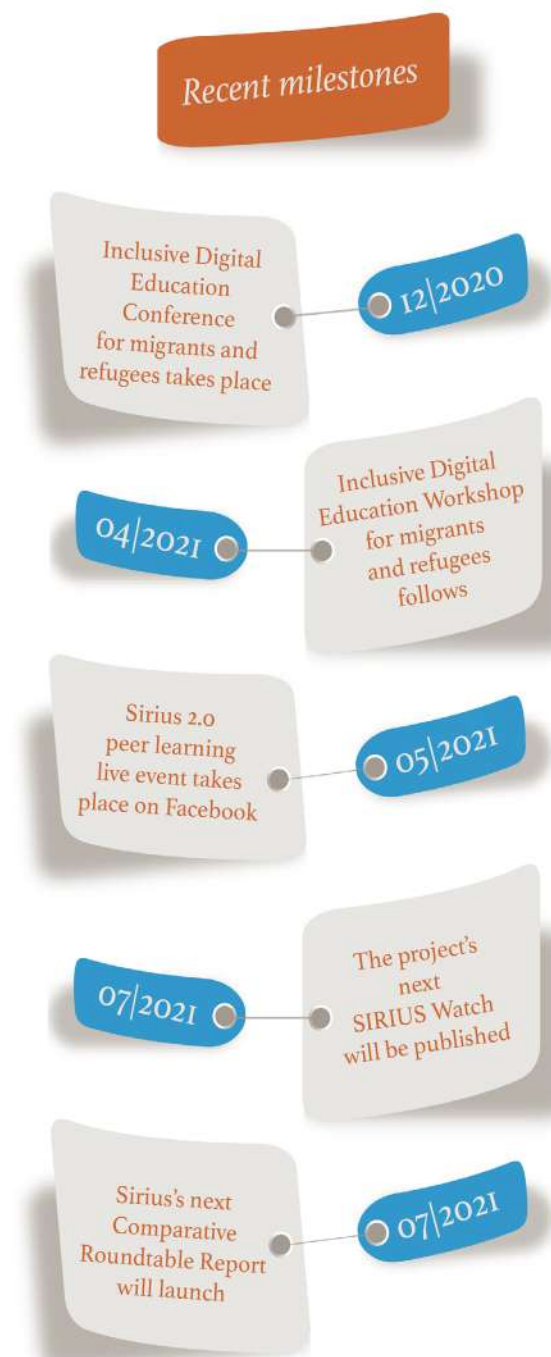 Recent milestones
Inclusive Digital
Education
Conference
for migrants and
refugees takes place
12|2020
04|2021
Inclusive Digital
Education Workshop
for migrants
and refugees
follows
Sirius 2.0
peer learning
live event takes
place on Facebook
05|2021
07|2021
The project's
next
SIRIUS Watch
will be published
Sirius's next
Comparative
Roundtable Report
will launch
07|2021